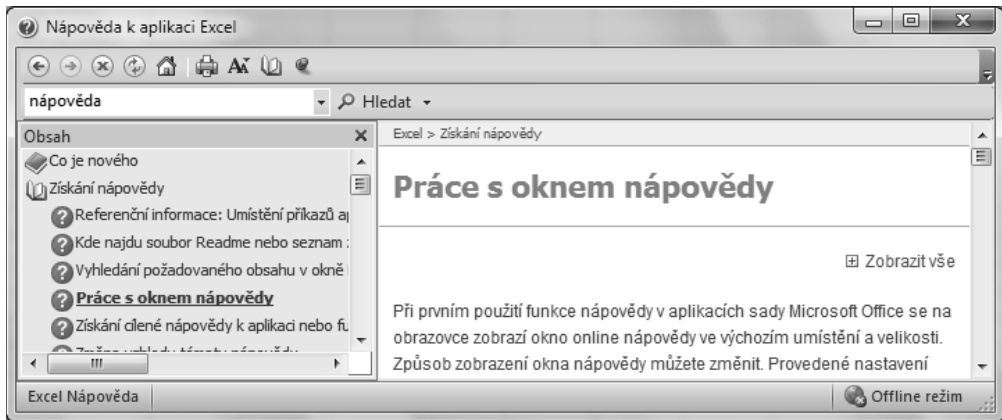 Nápověda k aplikaci Excel
nápověda
Hledat
Obsah
Co je nového
Získání nápovědy
Referenční informace: Umístění příkazů
Kde najdu soubor Readme nebo seznam
Vyhledání požadovaného obsahu v okně
Práce s oknem nápovědy
Získání cílené nápovědy k aplikaci nebo
Excel > Získání nápovědy
Práce s oknem nápovědy
Zobrazit vše
Při prvním použití funkce nápovědy v aplikacích sady Microsoft Office se na
obrazovce zobrazí okno online nápovědy ve výchozím umístění a velikosti.
Způsob zobrazení okna nápovědy můžete změnit. Provedené nastavení
Excel Nápověda
Offline režim